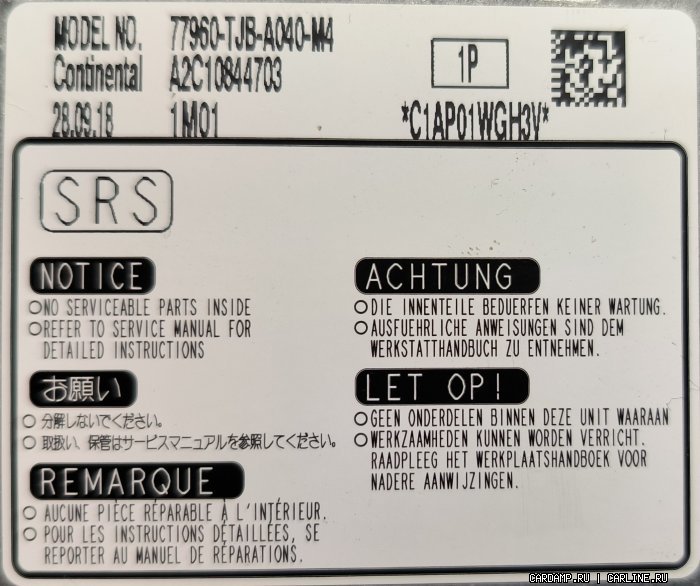 MODEL NO. 77960-TJB-A040-M4
Continental A2C10844703
28.09.18 1M01
1P
*C1AP01WGH3V*
SRS
NOTICE
○NO SERVICEABLE PARTS INSIDE
○REFER TO SERVICE MANUAL FOR
DETAILED INSTRUCTIONS
お願い
○ 分解しないでください。
○ 取扱い、保管はサービスマニュアルを参照してください。
REMARQUE
○ AUCUNE PIÈCE RÉPARABLE À L'INTÉRIEUR.
○ POUR LES INSTRUCTIONS DÉTAILLÉES, SE
REPORTER AU MANUEL DE RÉPARATIONS.
ACHTUNG
○DIE INNENTEILE BEDUERFEN KEINER WARTUNG.
○AUSFUEHRLICHE ANWEISUNGEN SIND DEM
WERKSTATTHANDBUCH ZU ENTNEHMEN.
LET OP!
○GEEN ONDERDELEN BINNEN DEZE UNIT WAARAAN
○WERKZAAMHEDEN KUNNEN WORDEN VERRICHT.
RAADPLEEG HET WERKPLAATSHANDBOEK VOOR
NADERE AANWIJZINGEN.
CARDAMP.RU | CARLINE.RU